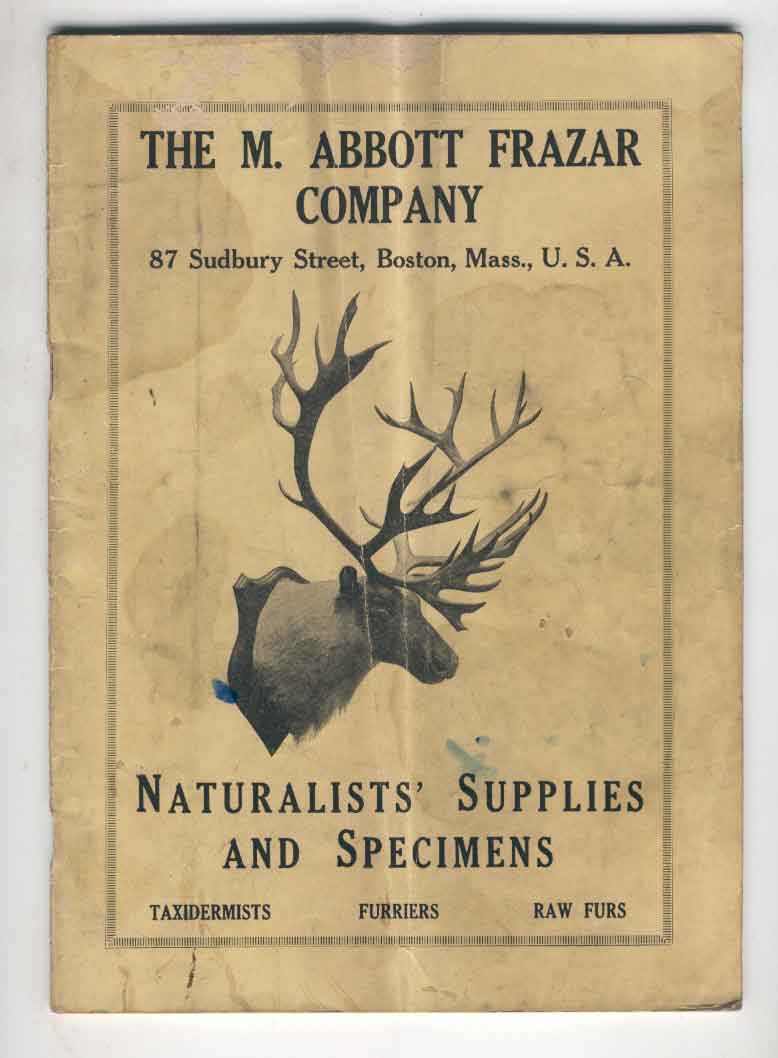 THE M. ABBOTT FRAZAR
COMPANY
87 Sudbury Street, Boston, Mass., U. S. A.
NATURALISTS' SUPPLIES
AND SPECIMENS
TAXIDERMISTS FURRIERS RAW FURS